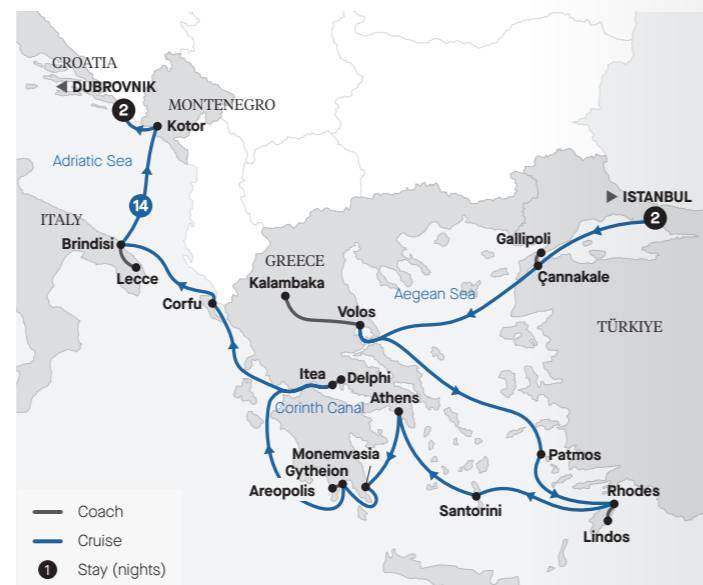 CROATIA
DUBROVNIK
2
MONTENEGRO
Kotor
Adriatic Sea
14
ITALY
Brindisi
Lecce
Corfu
ISTANBUL
2
Gallipoli
Çannakale
GREECE
Kalambaka
Aegean Sea
Volos
TÜRKIYE
Itea
Delphi
Athens
Corinth Canal
Monemvasia
Gytheion
Areopolis
Patmos
Rhodes
Santorini
Lindos
Coach
Cruise
1 Stay (nights)